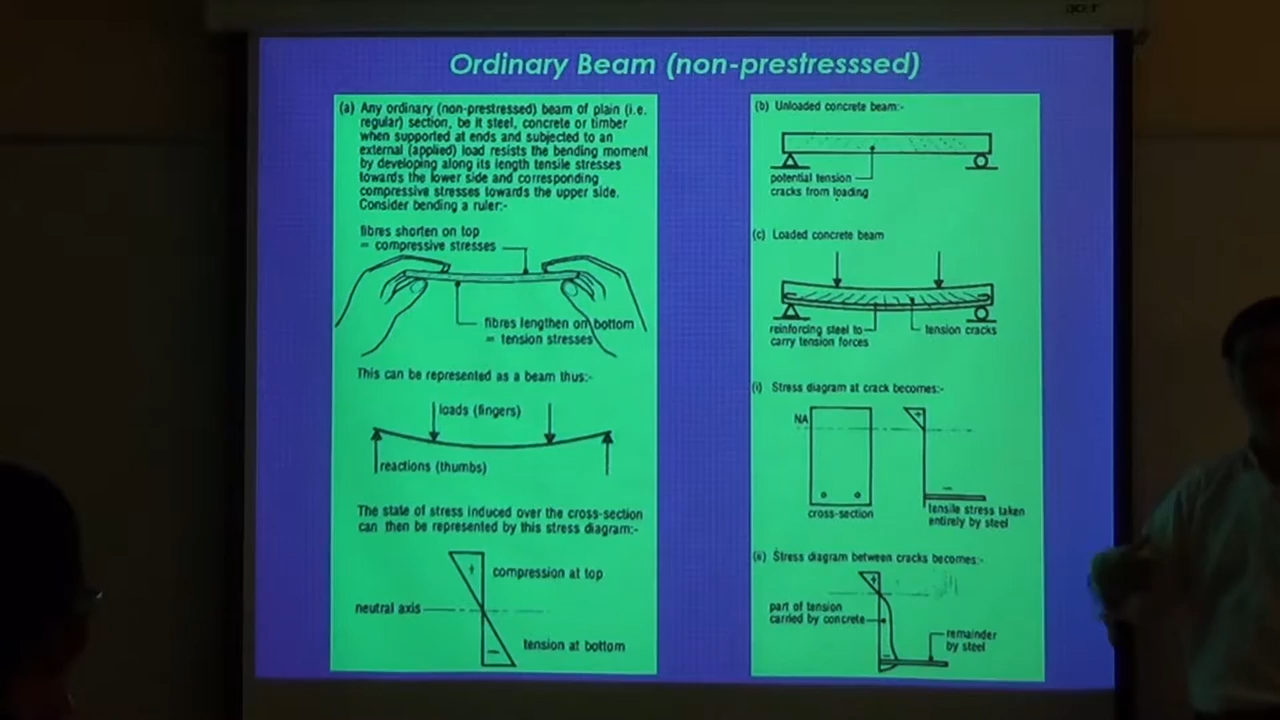 acer
Ordinary Beam (non-prestresssed)
(a) Any ordinary (non-prestressed) beam of plain (i.e.
regular) section, be it steel, concrete or timber
when supported at ends and subjected to an
external (applied) load resists the bending moment
by developing along its length tensile stresses
towards the lower side and corresponding
compressive stresses towards the upper side.
Consider bending a ruler:-
fibres shorten on top
= compressive stresses
fibres lengthen on bottom
= tension stresses
This can be represented as a beam thus:-
loads (fingers)
reactions (thumbs)
The state of stress induced over the cross-section
can then be represented by this stress diagram:-
+
compression at top
neutral axis
tension at bottom
–
(b) Unloaded concrete beam:-
potential tension
cracks from loading
(c) Loaded concrete beam
reinforcing steel to
carry tension forces
tension cracks
(i) Stress diagram at crack becomes:-
NA
+
–
cross-section
tensile stress taken
entirely by steel
(ii) Stress diagram between cracks becomes:-
+
part of tension
carried by concrete
–
remainder
by steel